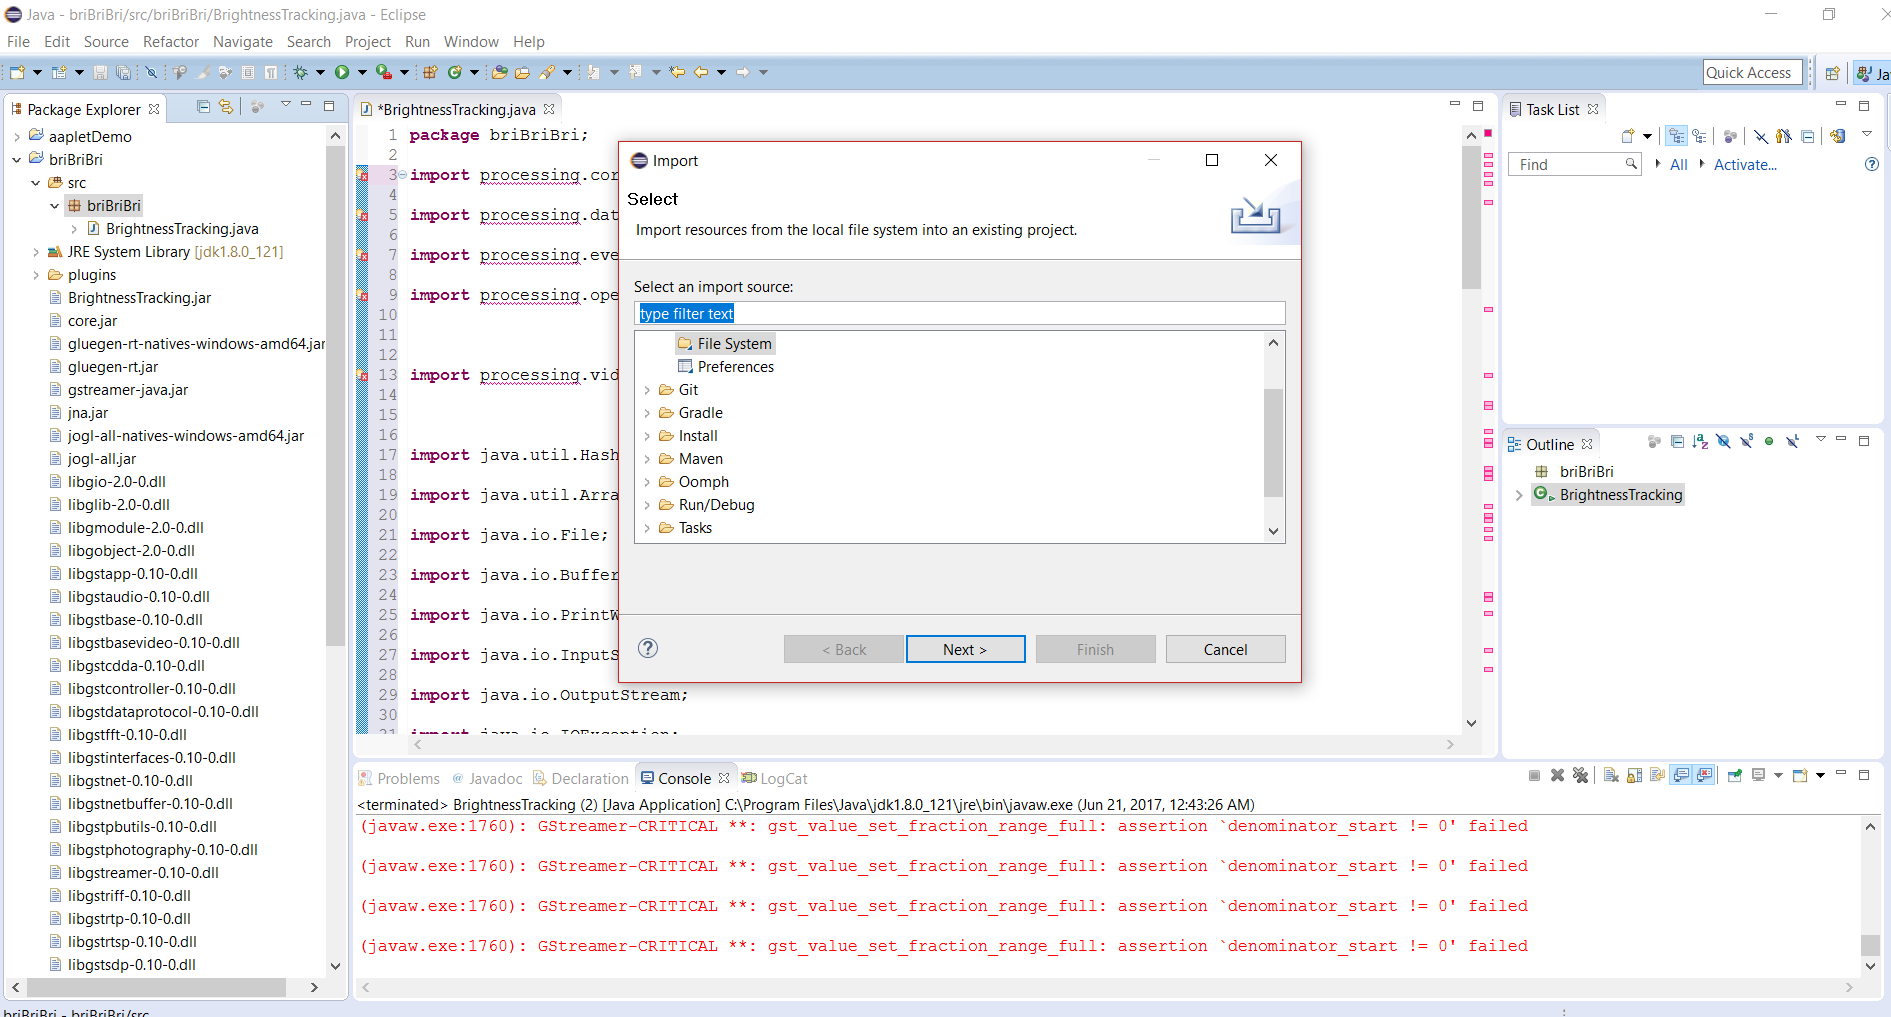 Java - briBriBri/src/briBriBri/BrightnessTracking.java - Eclipse
File Edit Source Refactor Navigate Search Project Run Window Help
Quick Access
Ja
Package Explorer
aapletDemo
briBriBri
src
briBriBri
BrightnessTracking.java
JRE System Library [jdk1.8.0_121]
plugins
BrightnessTracking.jar
core.jar
gluegen-rt-natives-windows-amd64.jar
gluegen-rt.jar
gstreamer-java.jar
jna.jar
jogl-all-natives-windows-amd64.jar
jogl-all.jar
libgio-2.0-0.dll
libglib-2.0-0.dll
libgmodule-2.0-0.dll
libgobject-2.0-0.dll
libgstapp-0.10-0.dll
libgstaudio-0.10-0.dll
libgstbase-0.10-0.dll
libgstbasevideo-0.10-0.dll
libgstcdda-0.10-0.dll
libgstcontroller-0.10-0.dll
libgstdataprotocol-0.10-0.dll
libgstfft-0.10-0.dll
libgstinterfaces-0.10-0.dll
libgstnet-0.10-0.dll
libgstnetbuffer-0.10-0.dll
libgstpbutils-0.10-0.dll
libgstphotography-0.10-0.dll
libgstreamer-0.10-0.dll
libgstriff-0.10-0.dll
libgstrtp-0.10-0.dll
libgstrtsp-0.10-0.dll
libgstsdp-0.10-0.dll
briBriBri - briBriBri/src
*BrightnessTracking.java
1 package briBriBri;
2
3 import processing.cor
4
5 import processing.dat
6
7 import processing.eve
8
9 import processing.ope
10
11
12
13 import processing.vid
14
15
16
17 import java.util.Hash
18
19 import java.util.Arra
20
21 import java.io.File;
22
23 import java.io.Buffer
24
25 import java.io.PrintW
26
27 import java.io.InputS
28
29 import java.io.OutputStream;
30
31 import java.io.IOException;
Import
Select
Import resources from the local file system into an existing project.
Select an import source:
type filter text
File System
Preferences
Git
Gradle
Install
Maven
Oomph
Run/Debug
Tasks
< Back Next > Finish Cancel
Task List
Find All Activate...
Outline
briBriBri
BrightnessTracking
Problems Javadoc Declaration Console LogCat
<terminated> BrightnessTracking (2) [Java Application] C:\Program Files\Java\jdk1.8.0_121\jre\bin\javaw.exe (Jun 21, 2017, 12:43:26 AM)
(javaw.exe:1760): GStreamer-CRITICAL **: gst_value_set_fraction_range_full: assertion `denominator_start != 0' failed
(javaw.exe:1760): GStreamer-CRITICAL **: gst_value_set_fraction_range_full: assertion `denominator_start != 0' failed
(javaw.exe:1760): GStreamer-CRITICAL **: gst_value_set_fraction_range_full: assertion `denominator_start != 0' failed
(javaw.exe:1760): GStreamer-CRITICAL **: gst_value_set_fraction_range_full: assertion `denominator_start != 0' failed